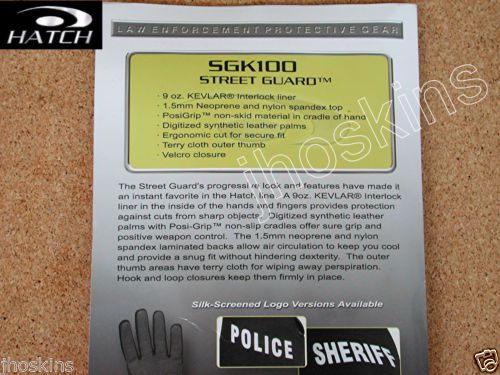 HATCH
LAW ENFORCEMENT PROTECTIVE GEAR
SGK100
STREET GUARD™
· 9 oz. KEVLAR® Interlock liner
· 1.5mm Neoprene and nylon spandex top
· PosiGrip™ non-skid material in cradle of hand
· Digitized synthetic leather palms
· Ergonomic cut for secure fit
· Terry cloth outer thumb
· Velcro closure
The Street Guard's progressive look and features have made it
an instant favorite in the Hatch line. A 9oz. KEVLAR® Interlock
liner in the inside of the hands and fingers provides protection
against cuts from sharp objects. Digitized synthetic leather
palms with Posi-Grip™ non-slip cradles offer sure grip and
positive weapon control. The 1.5mm neoprene and nylon
spandex laminated backs allow air circulation to keep you cool
and provide a snug fit without hindering dexterity. The outer
thumb areas have terry cloth for wiping away perspiration.
Hook and loop closures keep them firmly in place.
Silk-Screened Logo Versions Available
POLICE
SHERIFF
jhoskins
jhoskins
jhoskins